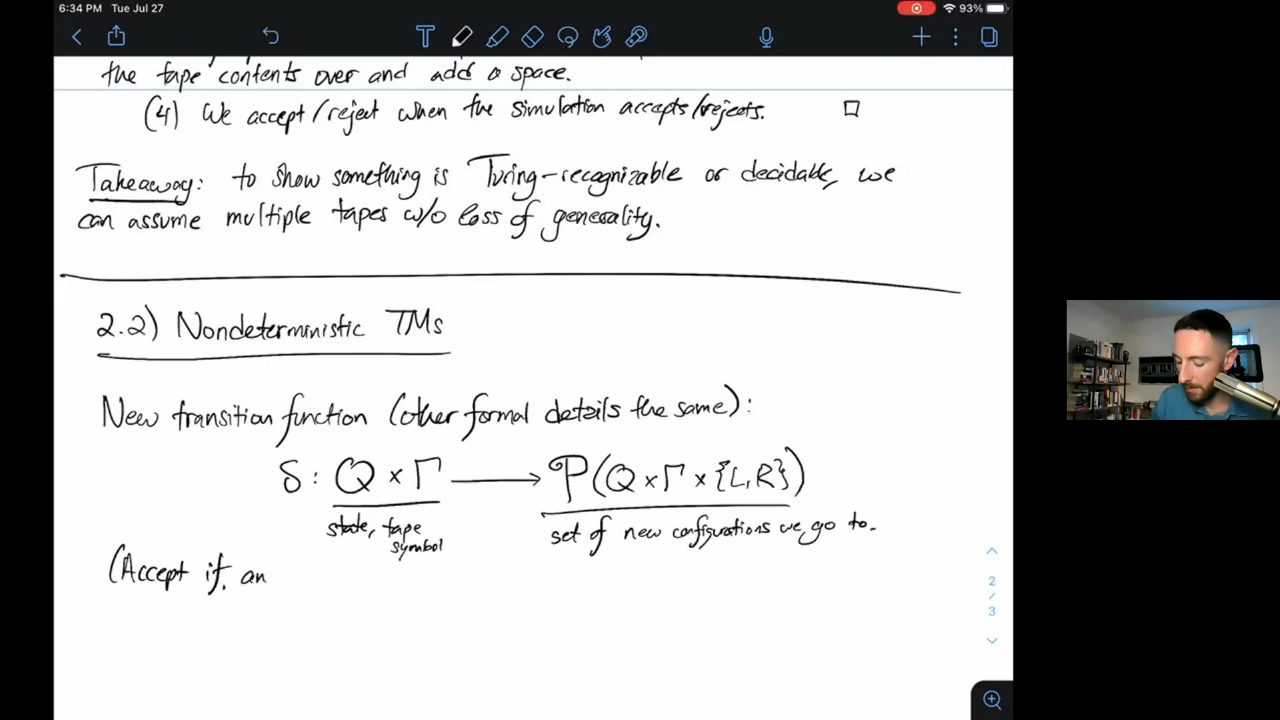 6:34 PM Tue Jul 27
93%
the tape contents over and add a space.
(4) We accept/reject when the simulation accepts/rejects. □
Takeaway: to show something is Turing-recognizable or decidable, we
can assume multiple tapes w/o loss of generality.
2.2) Nondeterministic TMs
New transition function (other formal details the same):
δ: Q × Γ ⟶ P(Q × Γ × {L, R})
state, tape symbol
set of new configurations we go to.
(Accept if an
2
/
3